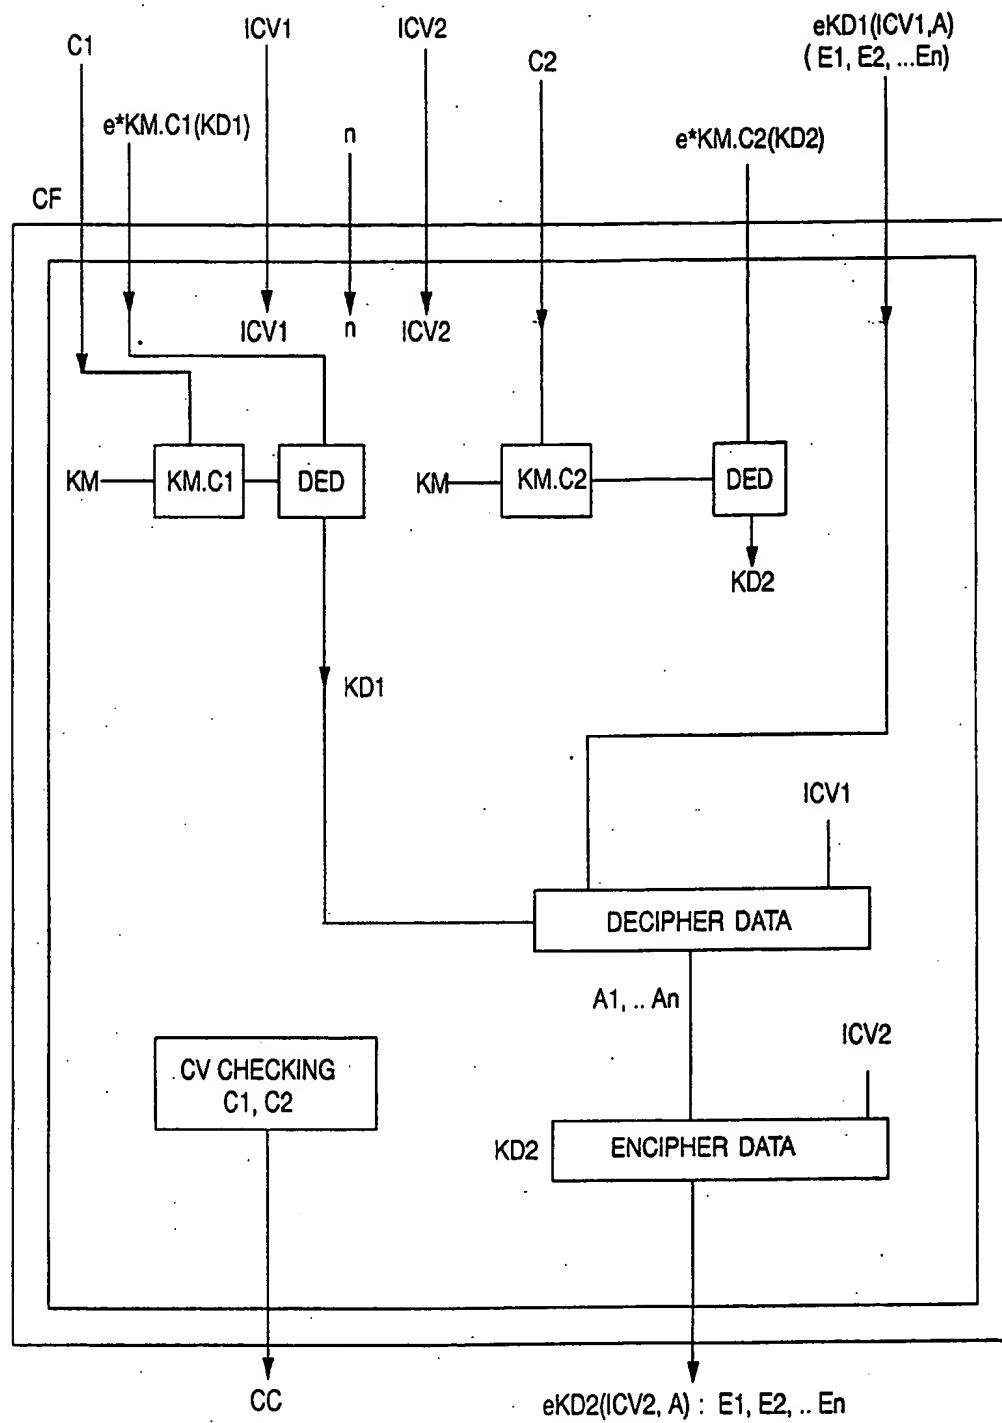 C1
ICV1
ICV2
C2
eKD1(ICV1,A)
( E1, E2, ...En)
e*KM.C1(KD1)
n
e*KM.C2(KD2)
CF
ICV1
n
ICV2
KM
KM.C1
DED
KM
KM.C2
DED
KD2
KD1
ICV1
DECIPHER DATA
A1, .. An
ICV2
CV CHECKING
C1, C2
KD2
ENCIPHER DATA
CC
eKD2(ICV2, A) : E1, E2, .. En